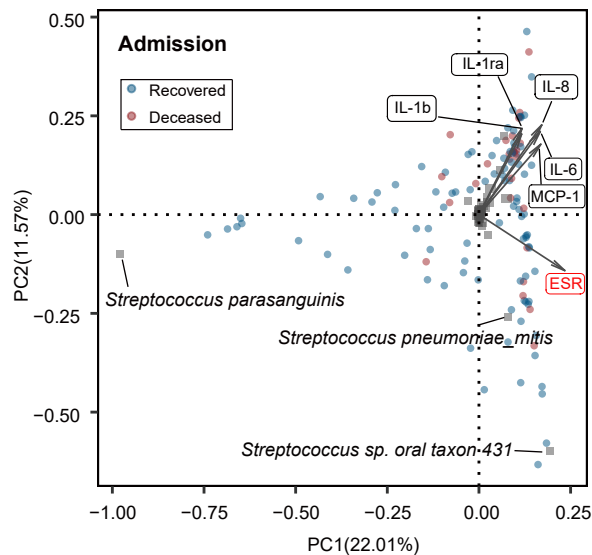 0.50
Admission
Recovered
Deceased
IL-1ra
IL-8
IL-1b
IL-6
MCP-1
ESR
0.25
0.00
−0.25
−0.50
PC2(11.57%)
Streptococcus parasanguinis
Streptococcus pneumoniae_mitis
Streptococcus sp. oral taxon 431
−1.00
−0.75
−0.50
−0.25
0.00
0.25
PC1(22.01%)